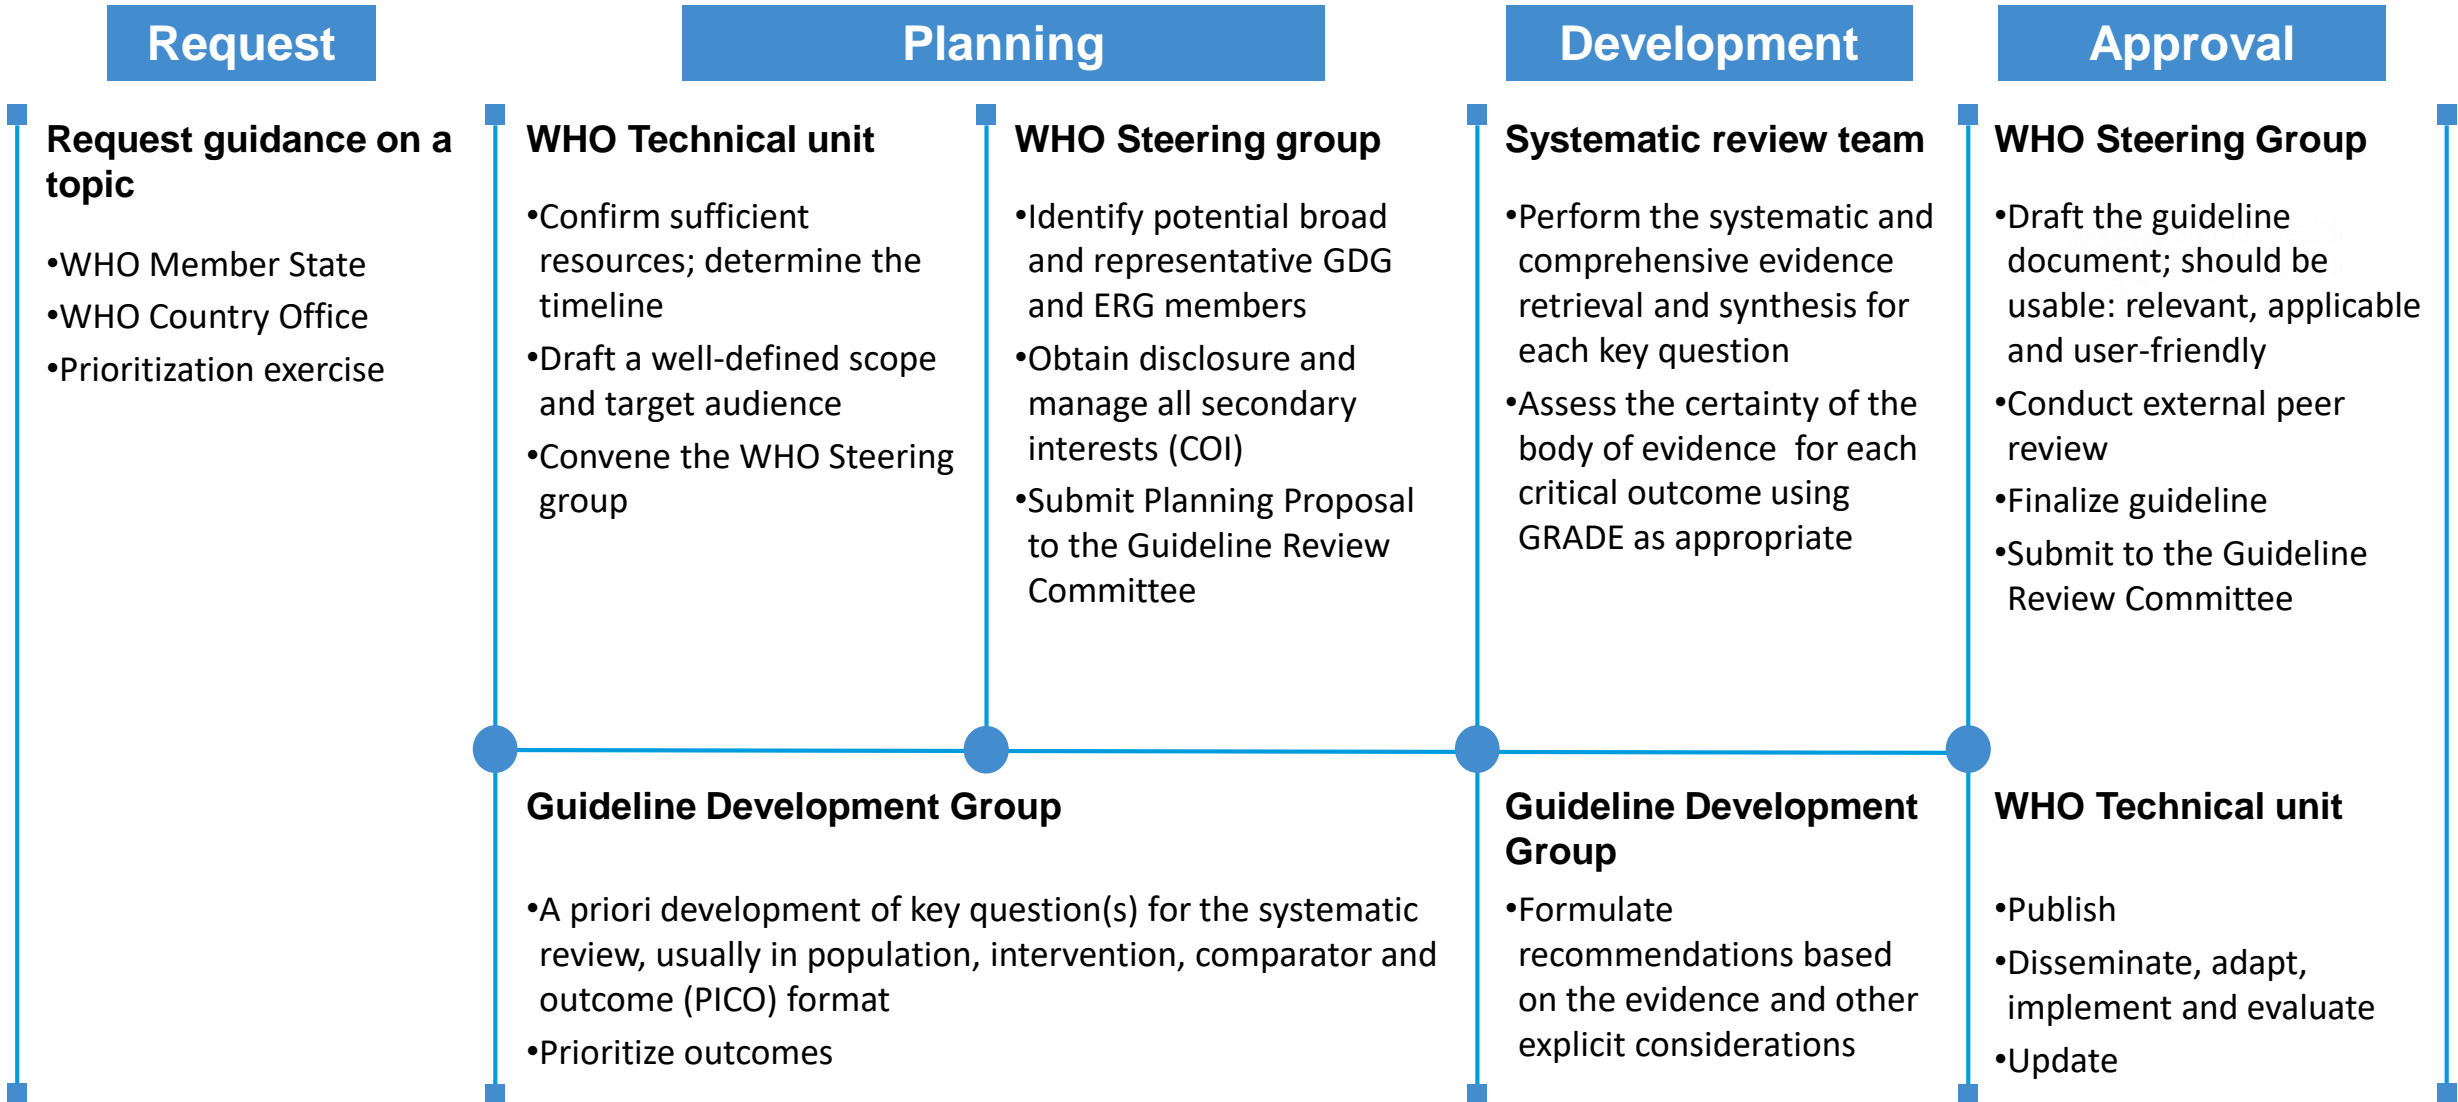 Request
Planning
Development
Approval
Request guidance on a
topic
•WHO Member State
•WHO Country Office
•Prioritization exercise
WHO Technical unit
•Confirm sufficient
resources; determine the
timeline
•Draft a well-defined scope
and target audience
•Convene the WHO Steering
group
WHO Steering group
•Identify potential broad
and representative GDG
and ERG members
•Obtain disclosure and
manage all secondary
interests (COI)
•Submit Planning Proposal
to the Guideline Review
Committee
Guideline Development Group
•A priori development of key question(s) for the systematic
review, usually in population, intervention, comparator and
outcome (PICO) format
•Prioritize outcomes
Systematic review team
•Perform the systematic and
comprehensive evidence
retrieval and synthesis for
each key question
•Assess the certainty of the
body of evidence  for each
critical outcome using
GRADE as appropriate
Guideline Development
Group
•Formulate
recommendations based
on the evidence and other
explicit considerations
WHO Steering Group
•Draft the guideline
document; should be
usable: relevant, applicable
and user-friendly
•Conduct external peer
review
•Finalize guideline
•Submit to the Guideline
Review Committee
WHO Technical unit
•Publish
•Disseminate, adapt,
implement and evaluate
•Update